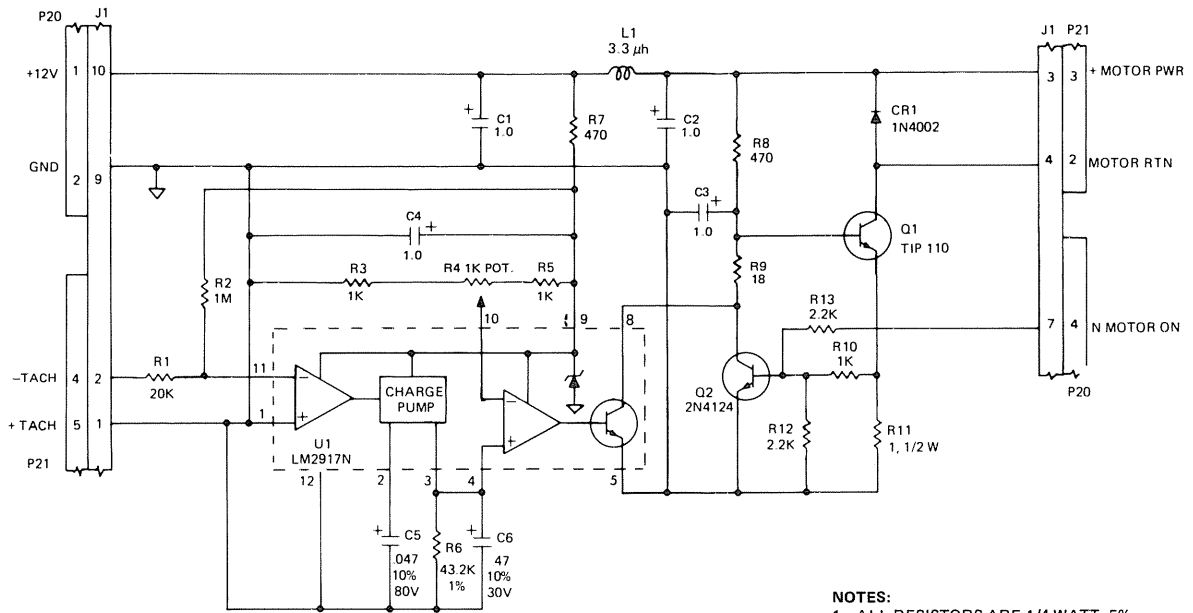 P20 J1
L1
3.3 μh
J1 P21
+12V 1 10
3 3 + MOTOR PWR
C1
1.0
R7
470
C2
1.0
R8
470
CR1
1N4002
GND 2 9
4 2 MOTOR RTN
C3
1.0
C4
1.0
Q1
TIP 110
R2
1M
R3
1K
R4 1K POT.
R5
1K
R9
18
R13
2.2K
10 9 8
7 4 N MOTOR ON
R10
1K
-TACH 4 2
R1
20K
11
CHARGE
PUMP
Q2
2N4124
P20
+ TACH 5 1
1
U1
LM2917N
R12
2.2K
R11
1, 1/2 W
P21
12 2 3 4 5
C5
.047
10%
80V
R6
43.2K
1%
C6
47
10%
30V
NOTES: